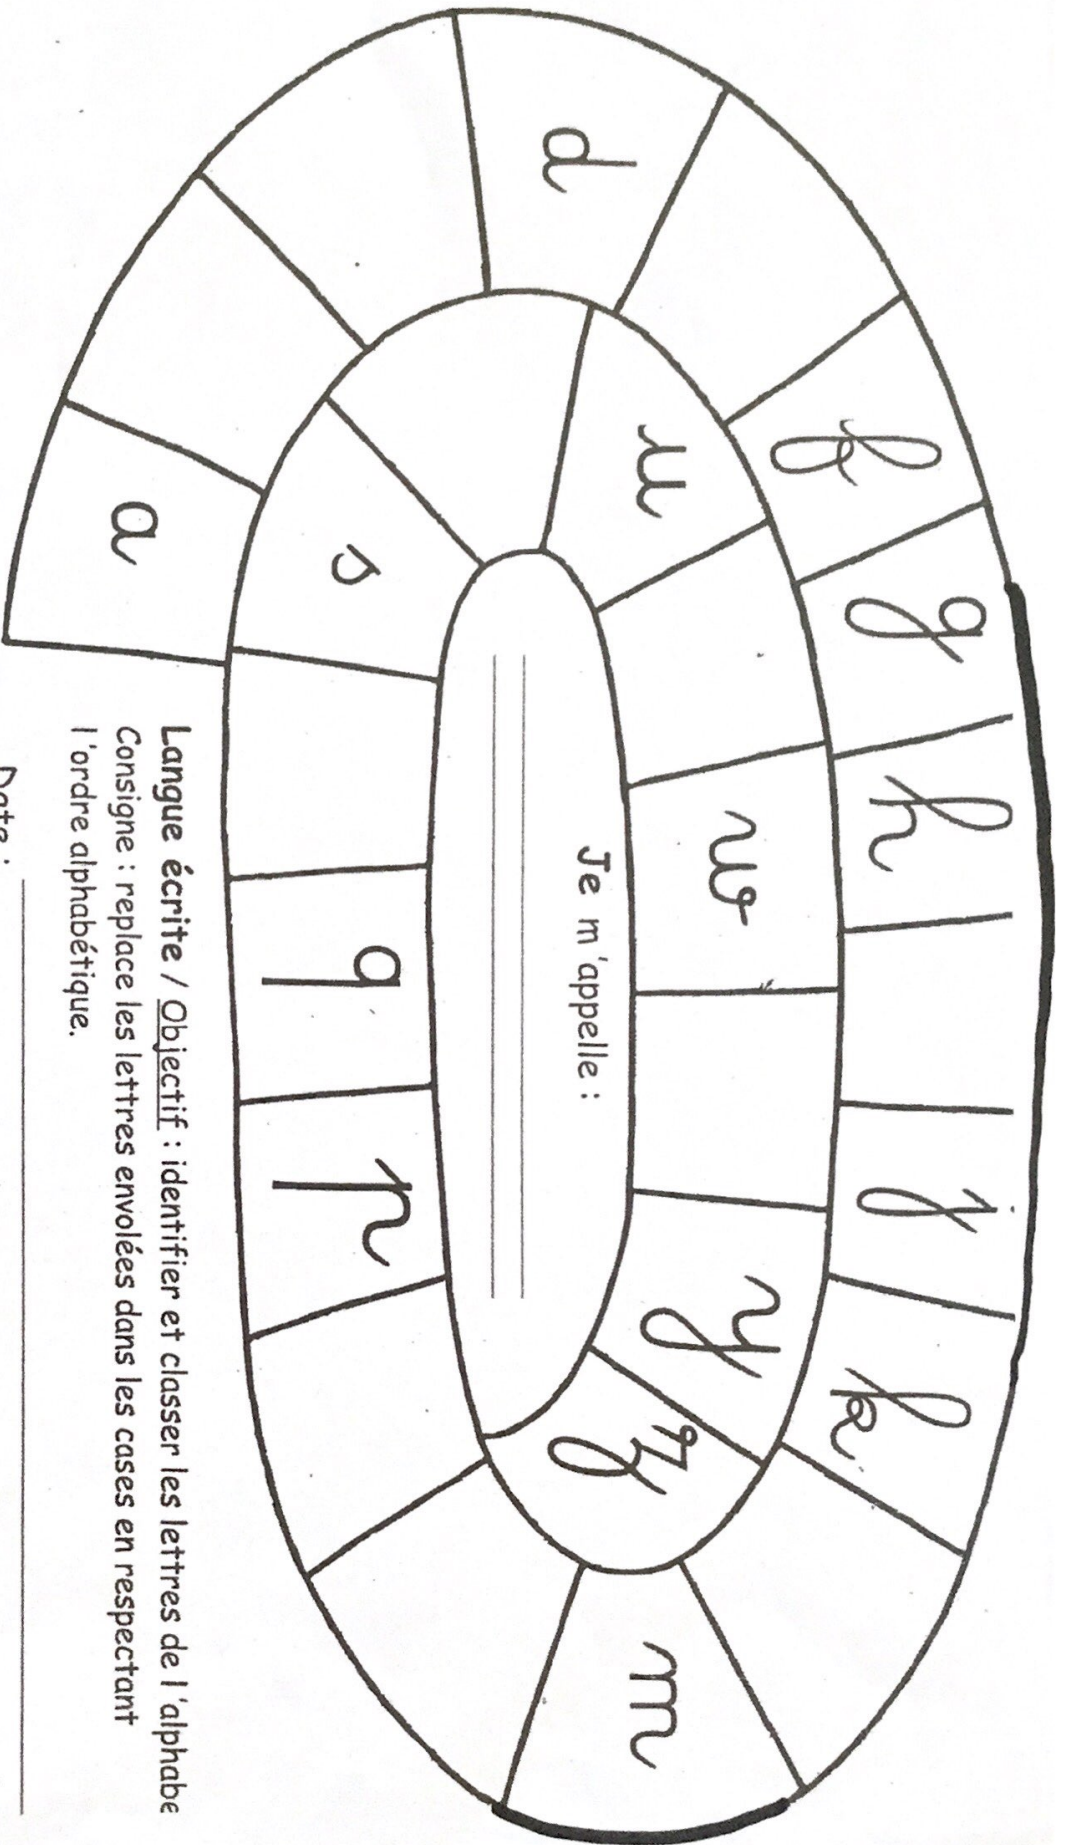 a
d
f
g
h
j
k
m
p
q
s
u
w
y
z
Je m'appelle :
Langue écrite / Objectif : identifier et classer les lettres de l'alphabe
Consigne : replace les lettres envolées dans les cases en respectant
l'ordre alphabétique.
Date :